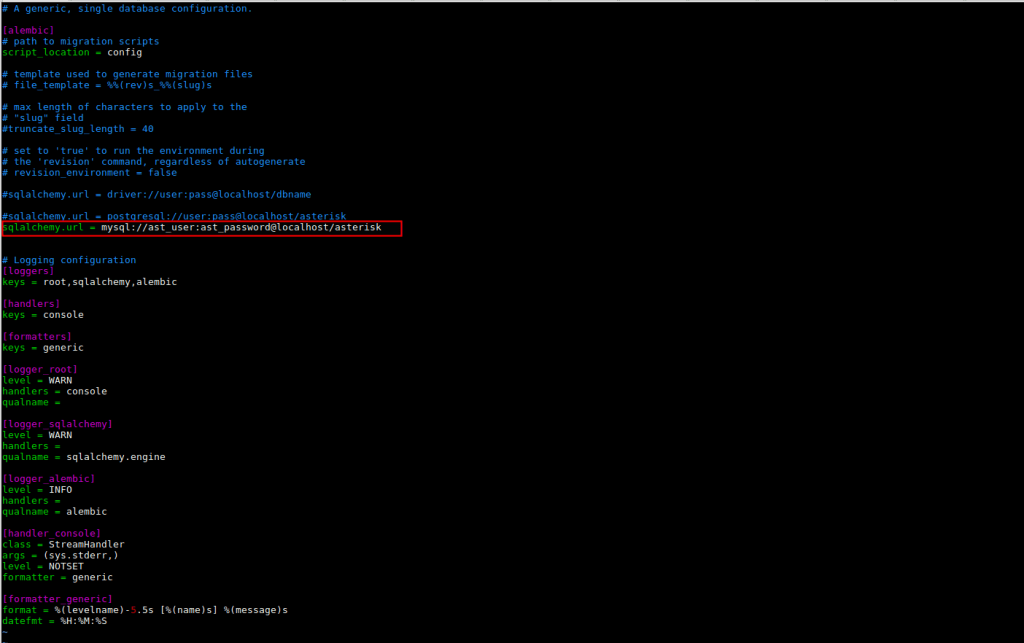 # A generic, single database configuration.
[alembic]
# path to migration scripts
script_location = config
# template used to generate migration files
# file_template = %%(rev)s_%%(slug)s
# max length of characters to apply to the
# "slug" field
#truncate_slug_length = 40
# set to 'true' to run the environment during
# the 'revision' command, regardless of autogenerate
# revision_environment = false
#sqlalchemy.url = driver://user:pass@localhost/dbname
#sqlalchemy.url = postgresql://user:pass@localhost/asterisk
sqlalchemy.url = mysql://ast_user:ast_password@localhost/asterisk
# Logging configuration
[loggers]
keys = root,sqlalchemy,alembic
[handlers]
keys = console
[formatters]
keys = generic
[logger_root]
level = WARN
handlers = console
qualname =
[logger_sqlalchemy]
level = WARN
handlers =
qualname = sqlalchemy.engine
[logger_alembic]
level = INFO
handlers =
qualname = alembic
[handler_console]
class = StreamHandler
args = (sys.stderr,)
level = NOTSET
formatter = generic
[formatter_generic]
format = %(levelname)-5.5s [%(name)s] %(message)s
datefmt = %H:%M:%S
~
~